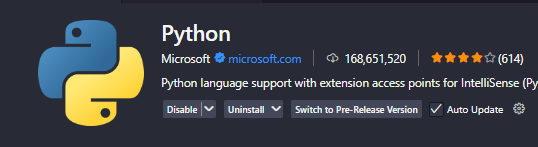 Python
Microsoft microsoft.com 168,651,520 (614)
Python language support with extension access points for IntelliSense (Py
Disable Uninstall Switch to Pre-Release Version Auto Update